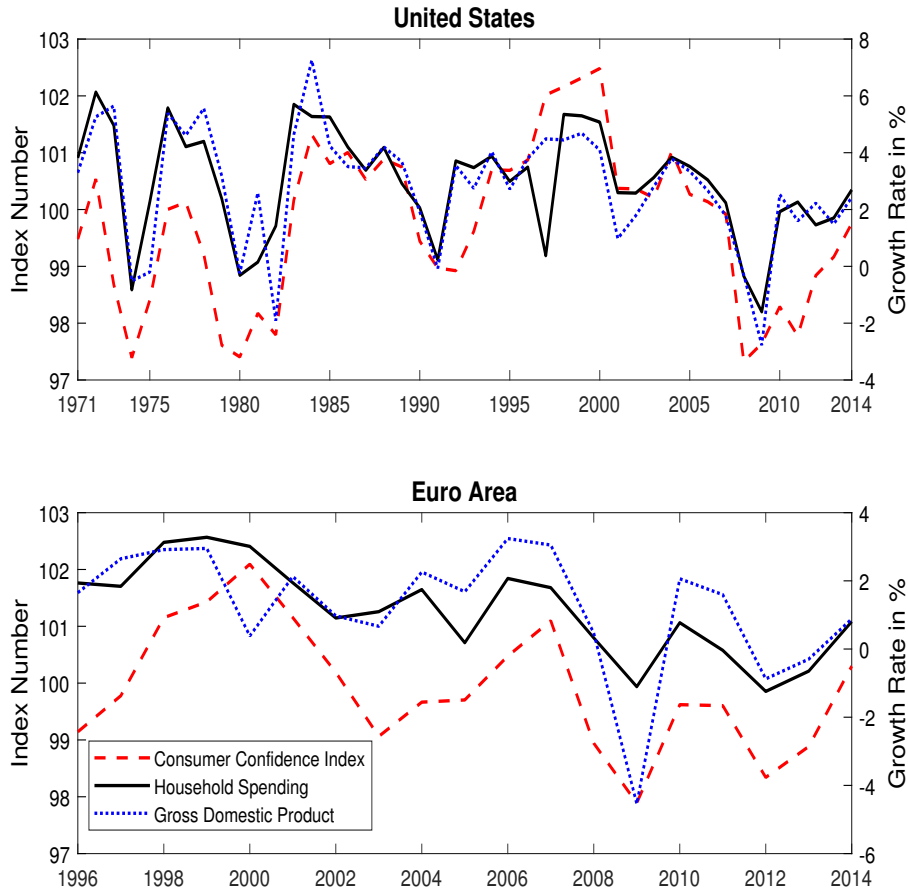 United States
103
102
101
100
99
98
97
Index Number
8
6
4
2
0
-2
-4
Growth Rate in %
1971 1975 1980 1985 1990 1995 2000 2005 2010 2014
Euro Area
103
102
101
100
99
98
97
Index Number
4
2
0
-2
-4
-6
Growth Rate in %
Consumer Confidence Index
Household Spending
Gross Domestic Product
1996 1998 2000 2002 2004 2006 2008 2010 2012 2014